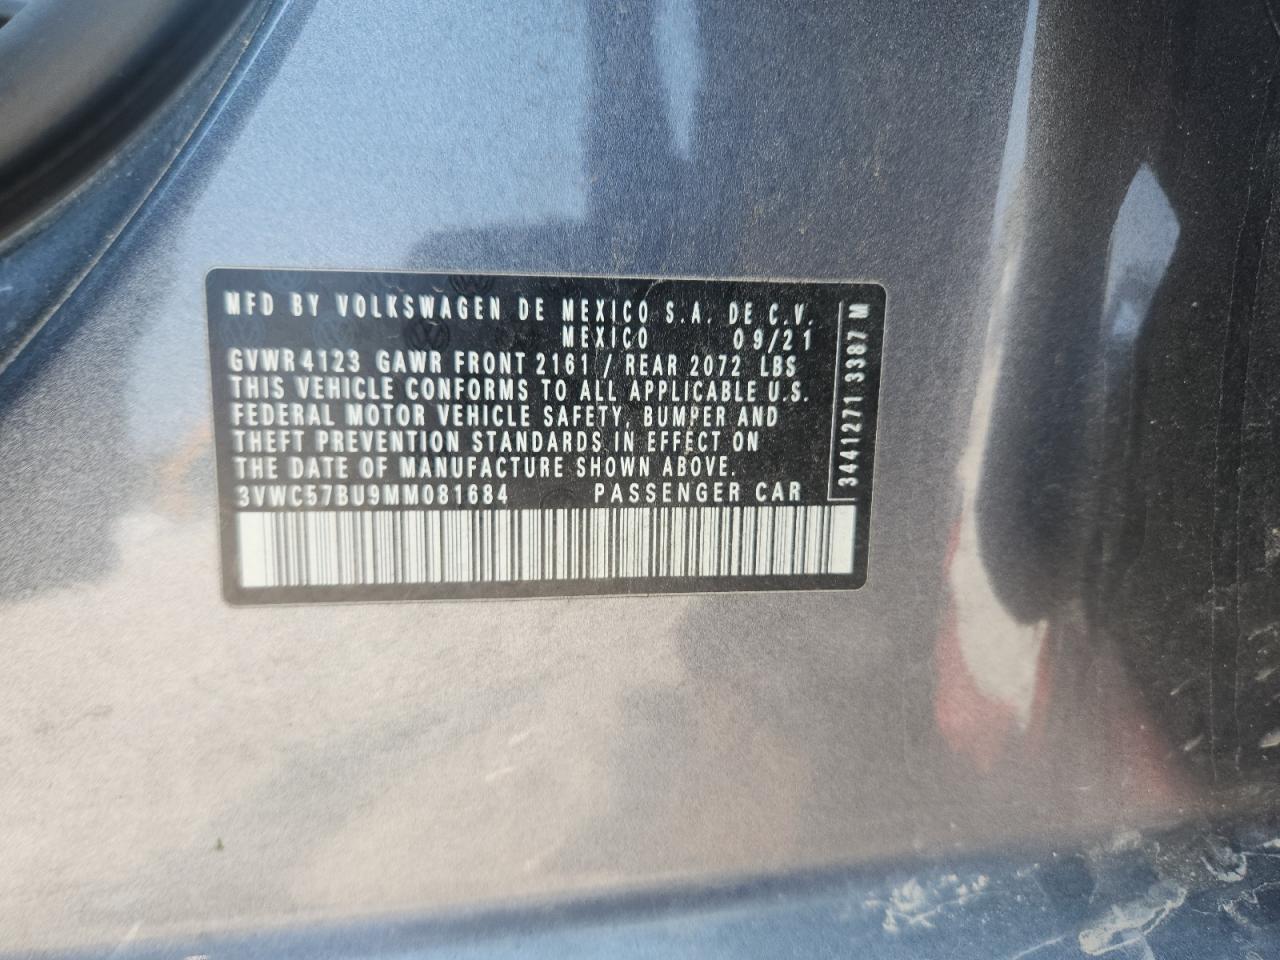 MFD BY VOLKSWAGEN DE MEXICO S.A. DE C.V.
MEXICO 09/21
GVWR 4123 GAWR FRONT 2161 / REAR 2072 LBS
THIS VEHICLE CONFORMS TO ALL APPLICABLE U.S.
FEDERAL MOTOR VEHICLE SAFETY, BUMPER AND
THEFT PREVENTION STANDARDS IN EFFECT ON
THE DATE OF MANUFACTURE SHOWN ABOVE.
3VWC57BU9MM081684 PASSENGER CAR
3441271 3387 M